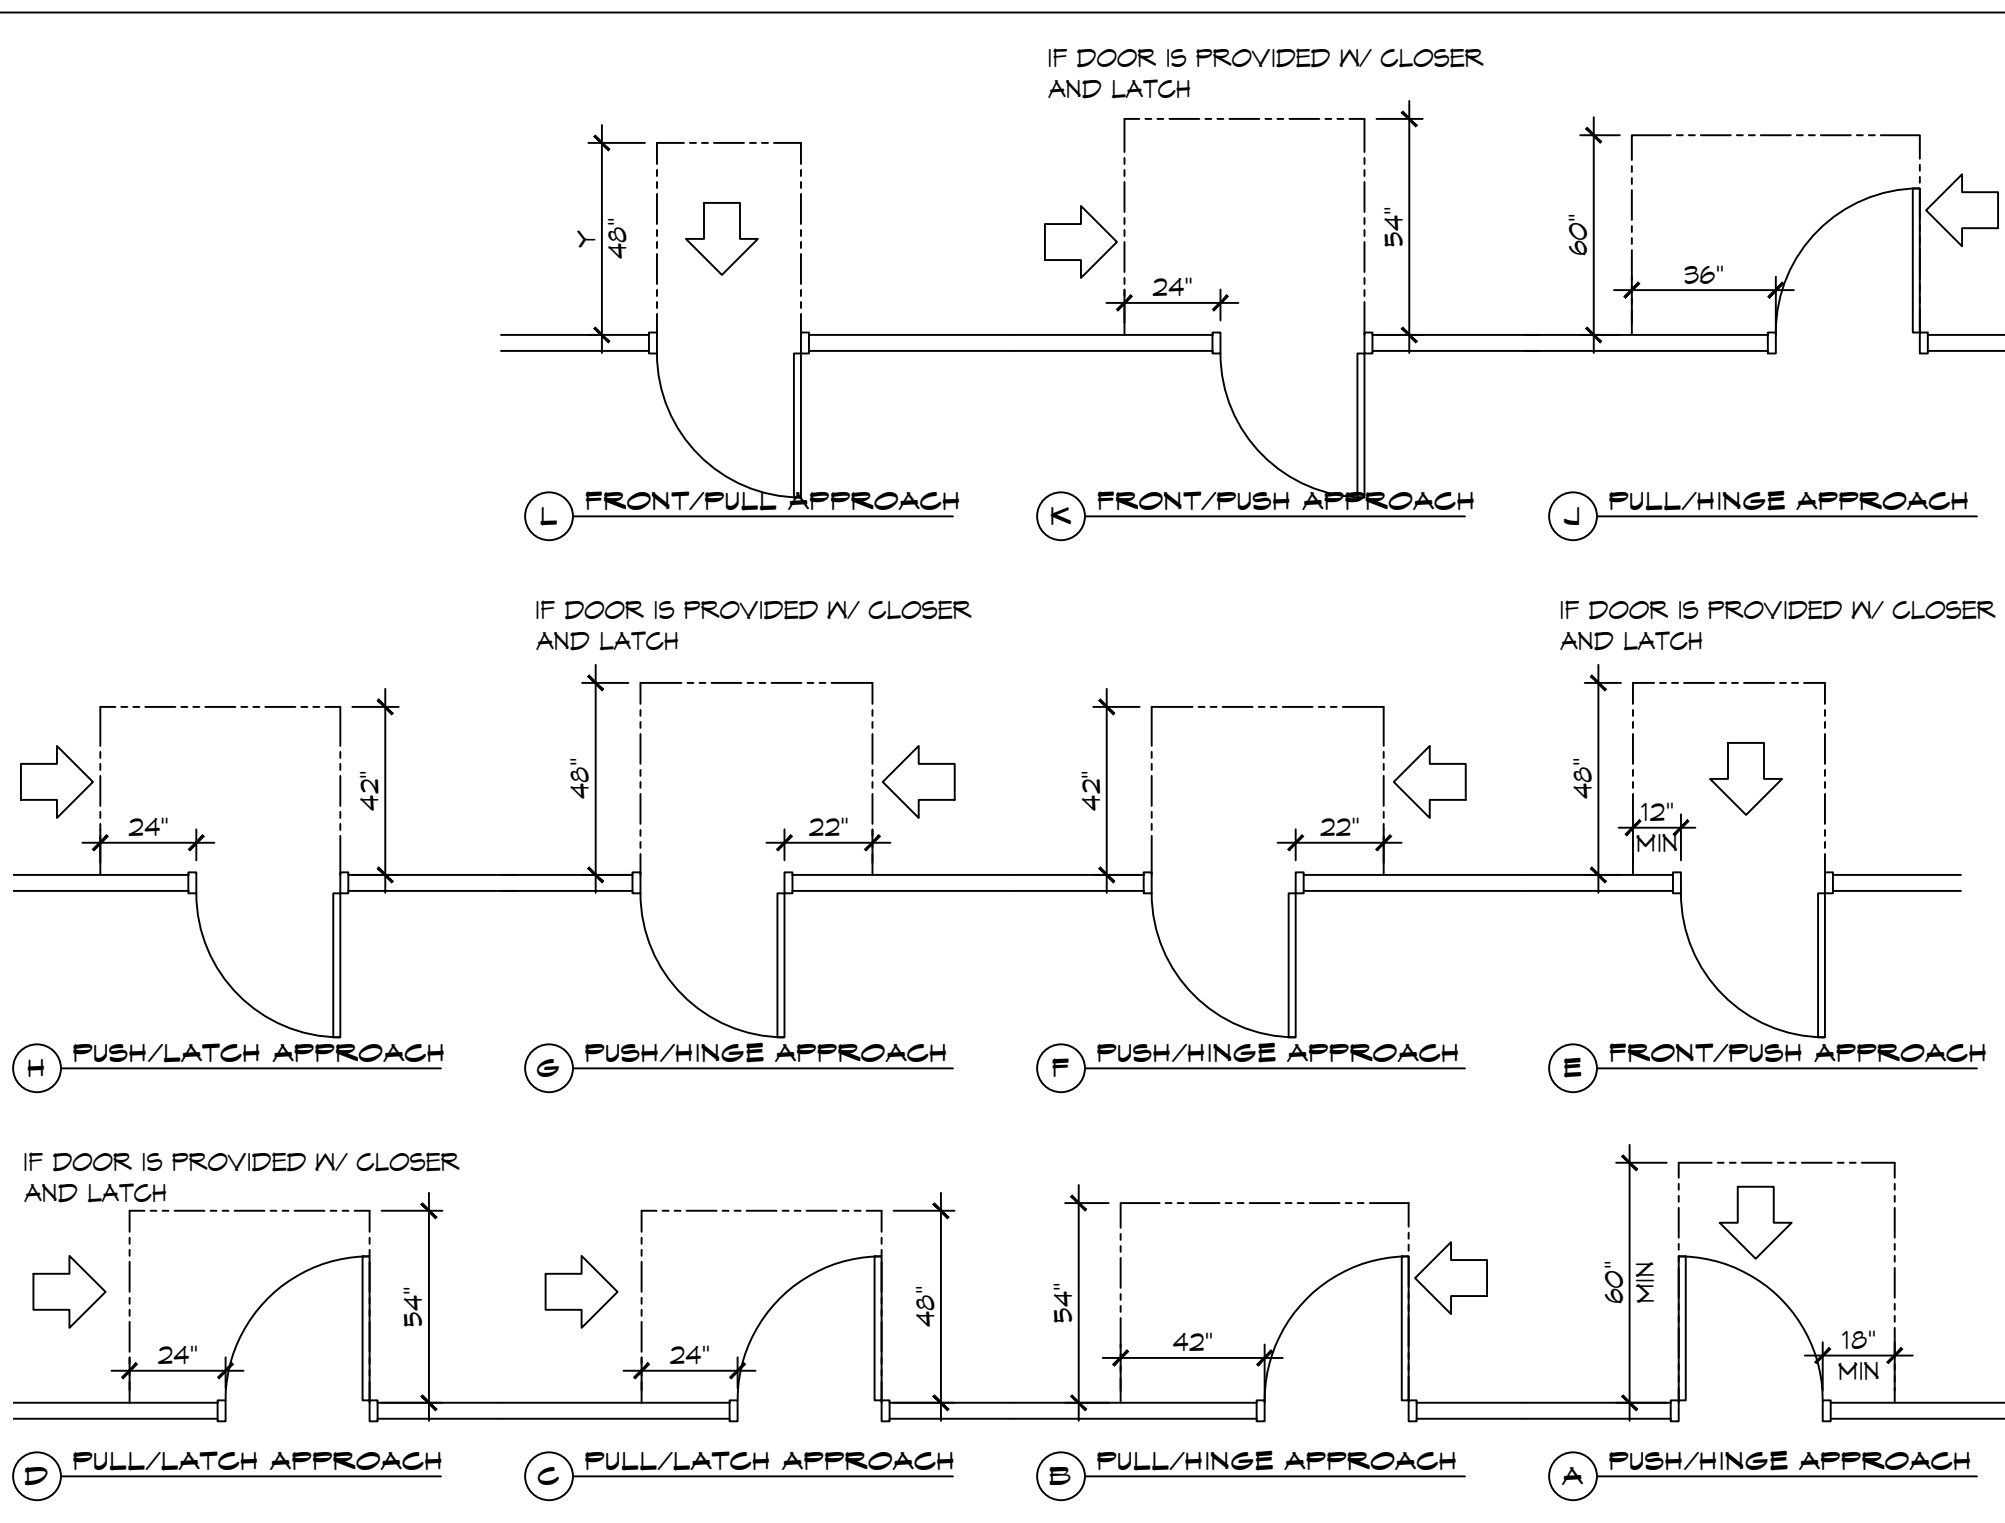 IF DOOR IS PROVIDED W/ CLOSER
AND LATCH
Y
48"
24"
54"
60"
36"
L FRONT/PULL APPROACH
K FRONT/PUSH APPROACH
J PULL/HINGE APPROACH
IF DOOR IS PROVIDED W/ CLOSER
AND LATCH
IF DOOR IS PROVIDED W/ CLOSER
AND LATCH
24"
42"
48"
22"
42"
22"
48"
12"
MIN
H PUSH/LATCH APPROACH
G PUSH/HINGE APPROACH
F PUSH/HINGE APPROACH
E FRONT/PUSH APPROACH
IF DOOR IS PROVIDED W/ CLOSER
AND LATCH
24"
54"
24"
48"
54"
42"
60"
MIN
18"
MIN
D PULL/LATCH APPROACH
C PULL/LATCH APPROACH
B PULL/HINGE APPROACH
A PUSH/HINGE APPROACH